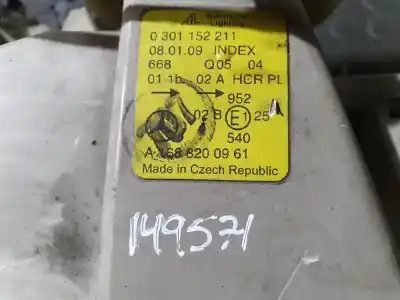 Lighting
0 301 152 211
08.01.09 INDEX
668 Q05 04
01 1b 02 A HCR PL
952
02 B E1 25
540
A 168 820 09 61
Made in Czech Republic
149571